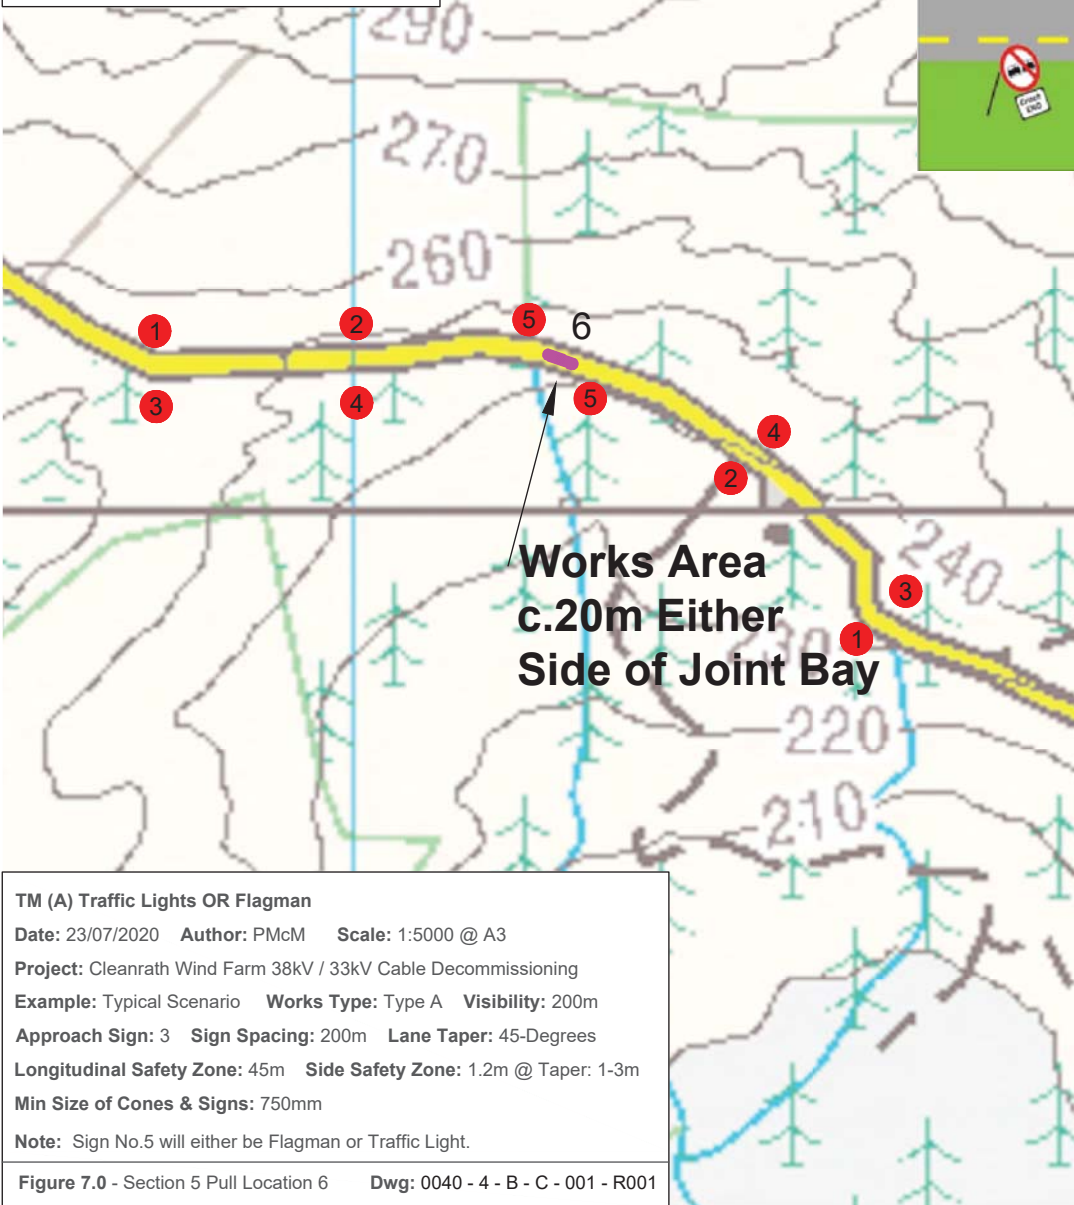 290
270
260
1
2
5
6
3
4
5
4
2
Works Area
c.20m Either
Side of Joint Bay
240
3
1
230
220
210
TM (A) Traffic Lights OR Flagman
Date: 23/07/2020 Author: PMcM Scale: 1:5000 @ A3
Project: Cleanrath Wind Farm 38kV / 33kV Cable Decommissioning
Example: Typical Scenario Works Type: Type A Visibility: 200m
Approach Sign: 3 Sign Spacing: 200m Lane Taper: 45-Degrees
Longitudinal Safety Zone: 45m Side Safety Zone: 1.2m @ Taper: 1-3m
Min Size of Cones & Signs: 750mm
Note: Sign No.5 will either be Flagman or Traffic Light.
Figure 7.0 - Section 5 Pull Location 6 Dwg: 0040 - 4 - B - C - 001 - R001